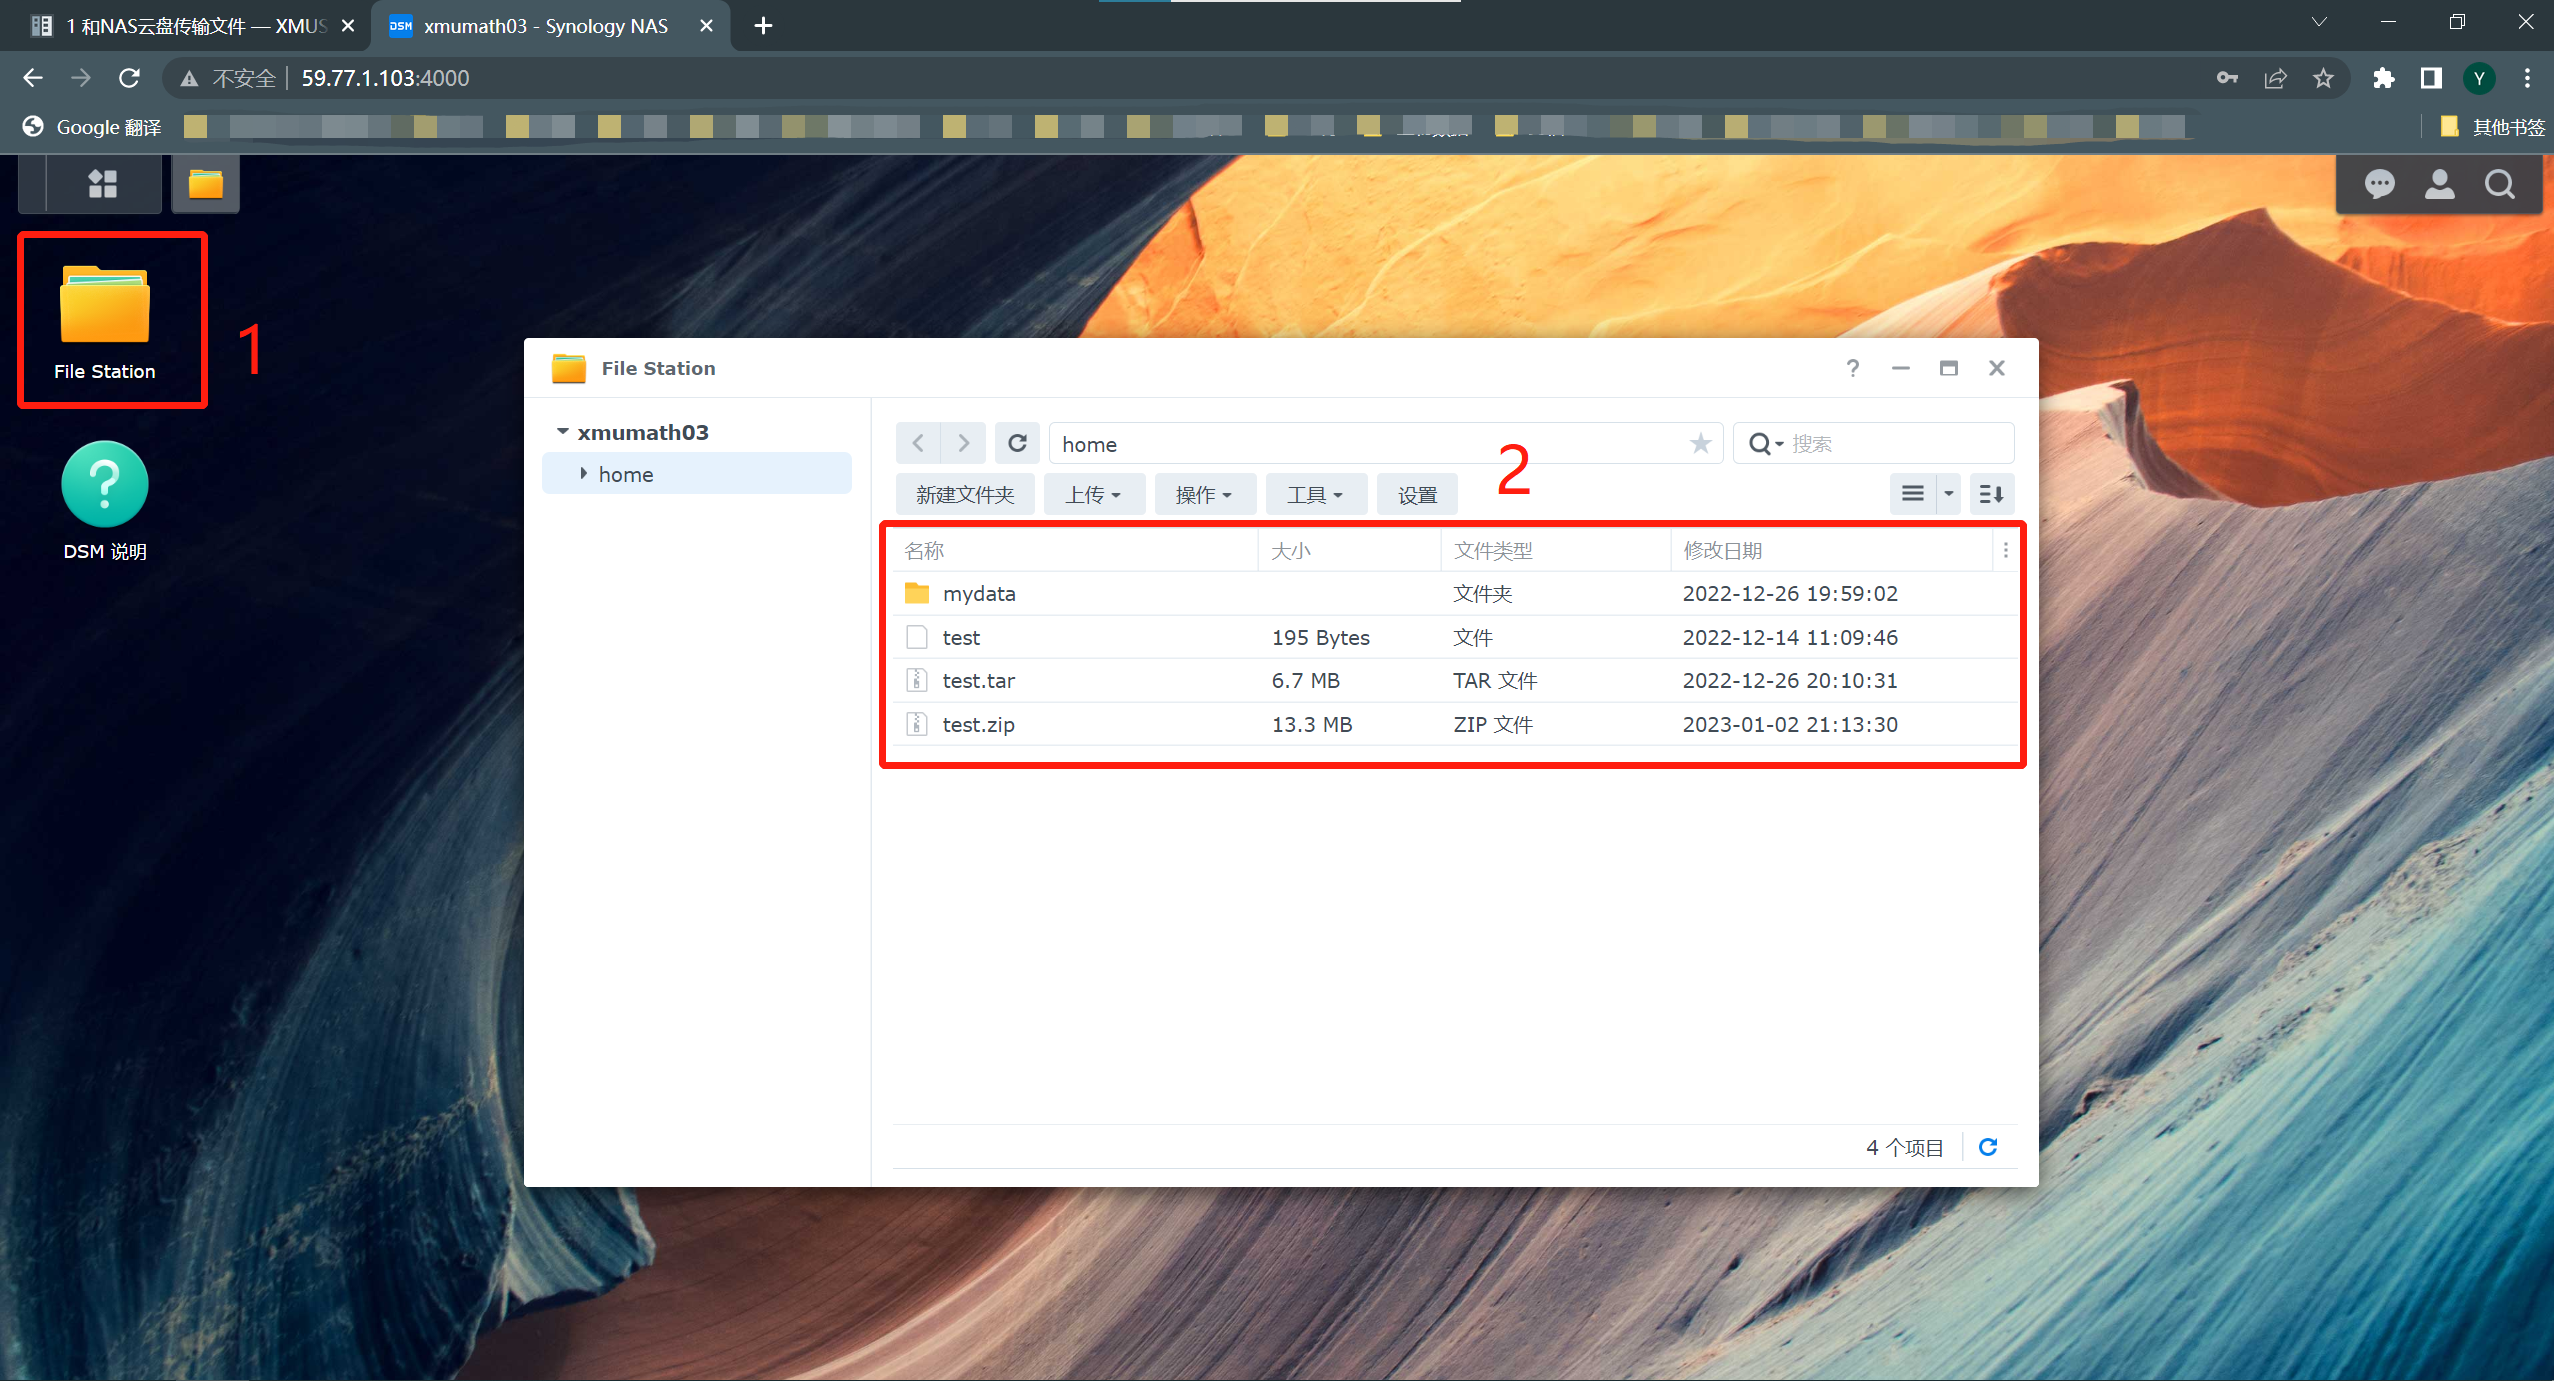 1 和NAS云盘传输文件 — XMUS
DSM xmumath03 - Synology NAS
不安全 59.77.1.103:4000
Y
Google 翻译
其他书签
File Station
1
DSM 说明
File Station
xmumath03
home
home
搜索
2
新建文件夹 上传 操作 工具 设置
名称 大小 文件类型 修改日期
mydata 文件夹 2022-12-26 19:59:02
test 195 Bytes 文件 2022-12-14 11:09:46
test.tar 6.7 MB TAR 文件 2022-12-26 20:10:31
test.zip 13.3 MB ZIP 文件 2023-01-02 21:13:30
4 个项目